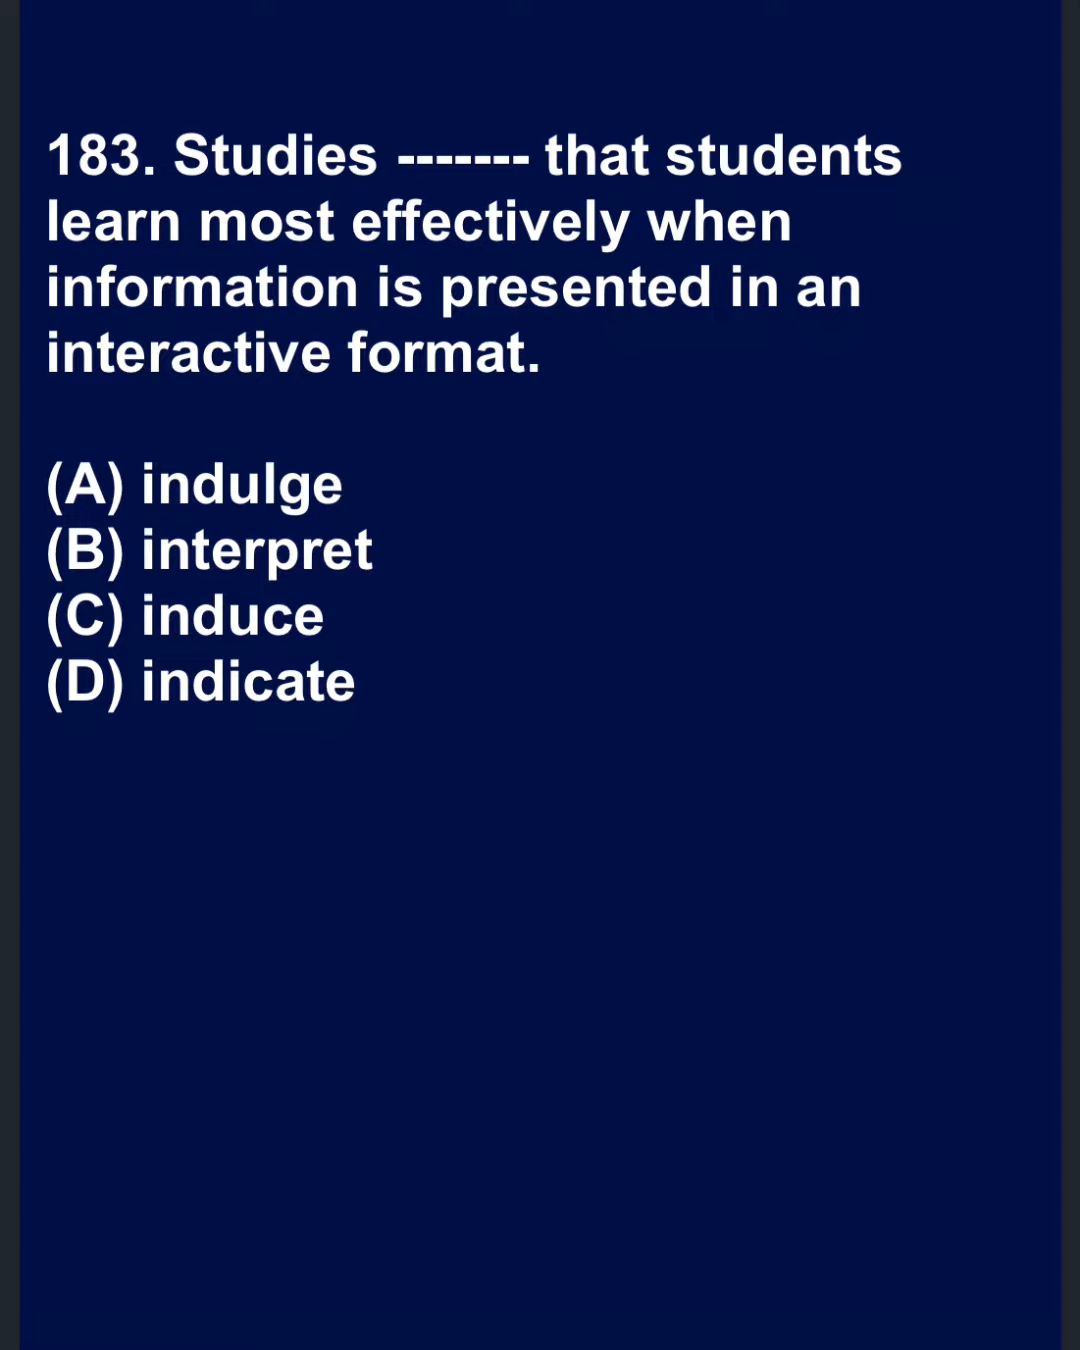 183. Studies ------- that students
learn most effectively when
information is presented in an
interactive format.
(A) indulge
(B) interpret
(C) induce
(D) indicate